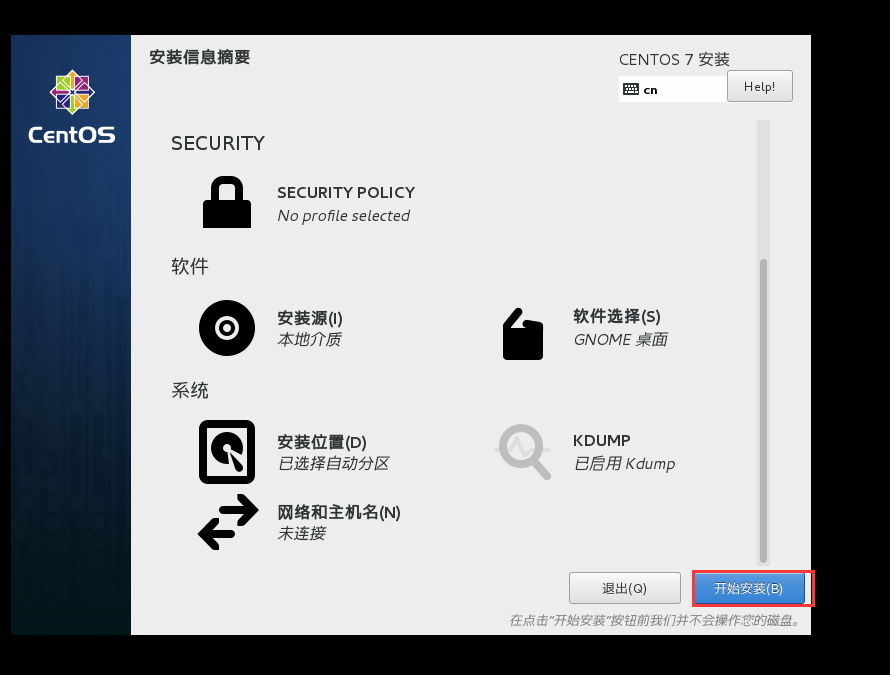 安装信息摘要
CENTOS 7 安装
cn
Help!
CentOS
SECURITY
SECURITY POLICY
No profile selected
软件
安装源(I)
本地介质
软件选择(S)
GNOME 桌面
系统
安装位置(D)
已选择自动分区
KDUMP
已启用 Kdump
网络和主机名(N)
未连接
退出(Q)
开始安装(B)
在点击"开始安装"按钮前我们并不会操作您的磁盘。